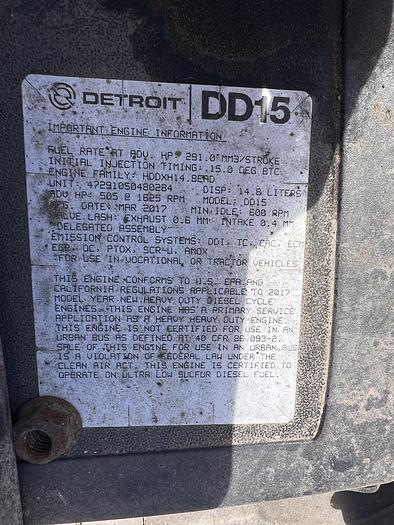 DETROIT DD15
IMPORTANT ENGINE INFORMATION
FUEL RATE AT ADV. HP: 291.0 MM3/STROKE
INITIAL INJECTION TIMING: 15.0 DEG BTC
ENGINE FAMILY: HDDXH14.8EAD
UNIT: 472910S0480284 DISP: 14.8 LITERS
ADV HP: 505 @ 1625 RPM MODEL: DD15
MFG. DATE: MAR 2017 MIN IDLE: 600 RPM
VALVE LASH: EXHAUST 0.6 MM INTAKE 0.4 MM
DELEGATED ASSEMBLY
EMISSION CONTROL SYSTEMS: DDI, TC, CAC, ECM
EGR, OC, PTOX, SCR-U, AMOX
"FOR USE IN VOCATIONAL OR TRACTOR VEHICLES"
THIS ENGINE CONFORMS TO U.S. EPA AND
CALIFORNIA REGULATIONS APPLICABLE TO 2017
MODEL YEAR NEW HEAVY DUTY DIESEL CYCLE
ENGINES. THIS ENGINE HAS A PRIMARY SERVICE
APPLICATION AS A HEAVY HEAVY DUTY ENGINE.
THIS ENGINE IS NOT CERTIFIED FOR USE IN AN
URBAN BUS AS DEFINED AT 40 CFR 86.093-2.
SALE OF THIS ENGINE FOR USE IN AN URBAN BUS
IS A VIOLATION OF FEDERAL LAW UNDER THE
CLEAN AIR ACT. THIS ENGINE IS CERTIFIED TO
OPERATE ON ULTRA LOW SULFUR DIESEL FUEL.